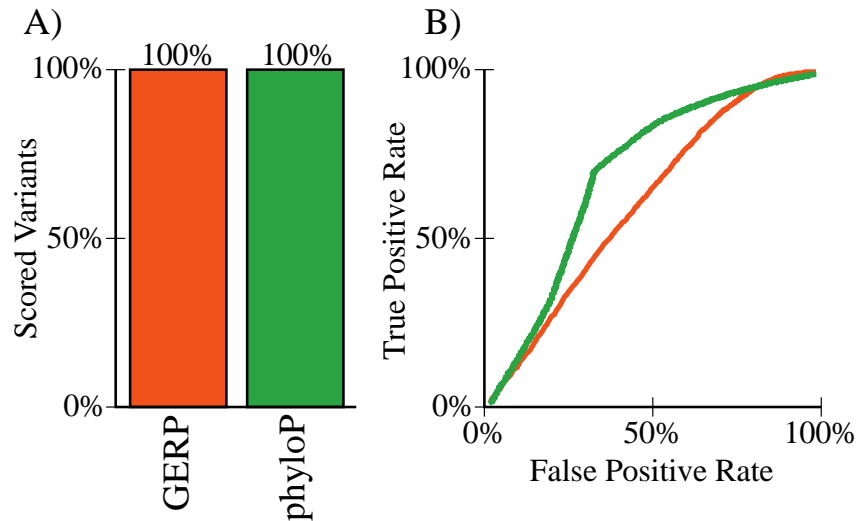 A)
100% 100%
100%
50%
0%
Scored Variants
GERP
phyloP
B)
100%
50%
0%
True Positive Rate
0% 50% 100%
False Positive Rate